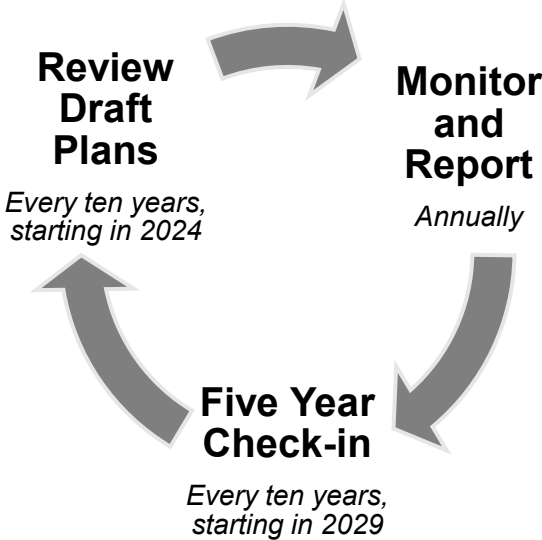 Review
Draft
Plans
Every ten years,
starting in 2024
Monitor
and
Report
Annually
Five Year
Check-in
Every ten years,
starting in 2029